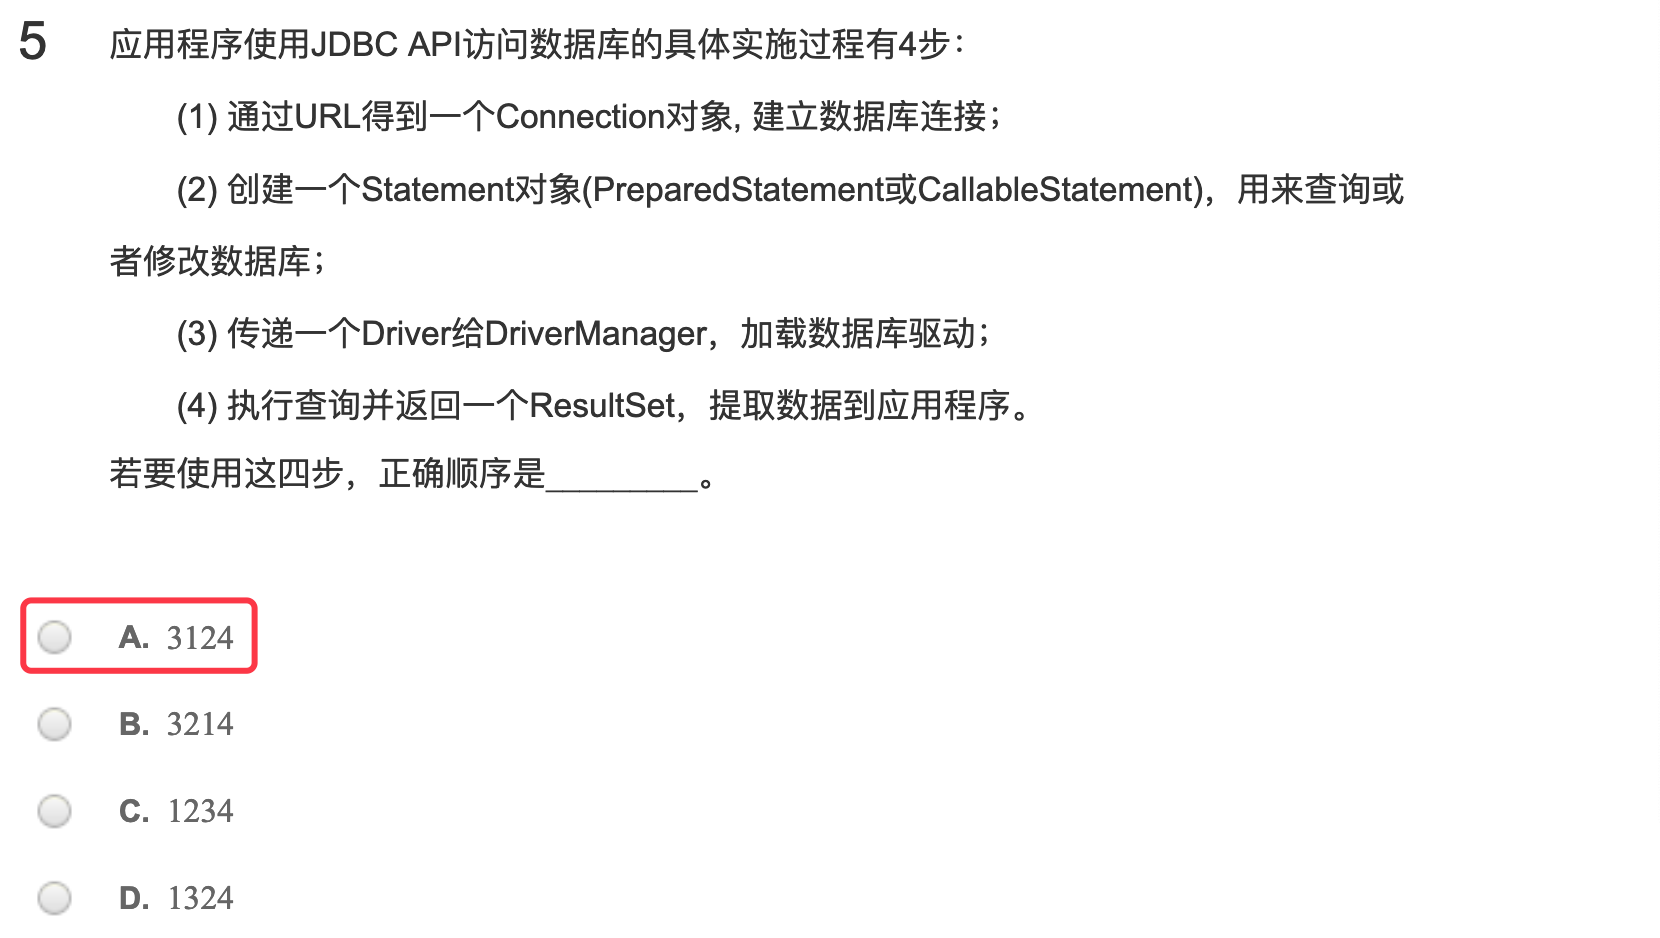 5 应用程序使用JDBC API访问数据库的具体实施过程有4步：
(1) 通过URL得到一个Connection对象, 建立数据库连接；
(2) 创建一个Statement对象(PreparedStatement或CallableStatement)，用来查询或
者修改数据库；
(3) 传递一个Driver给DriverManager，加载数据库驱动；
(4) 执行查询并返回一个ResultSet，提取数据到应用程序。
若要使用这四步，正确顺序是_________。
A. 3124
B. 3214
C. 1234
D. 1324